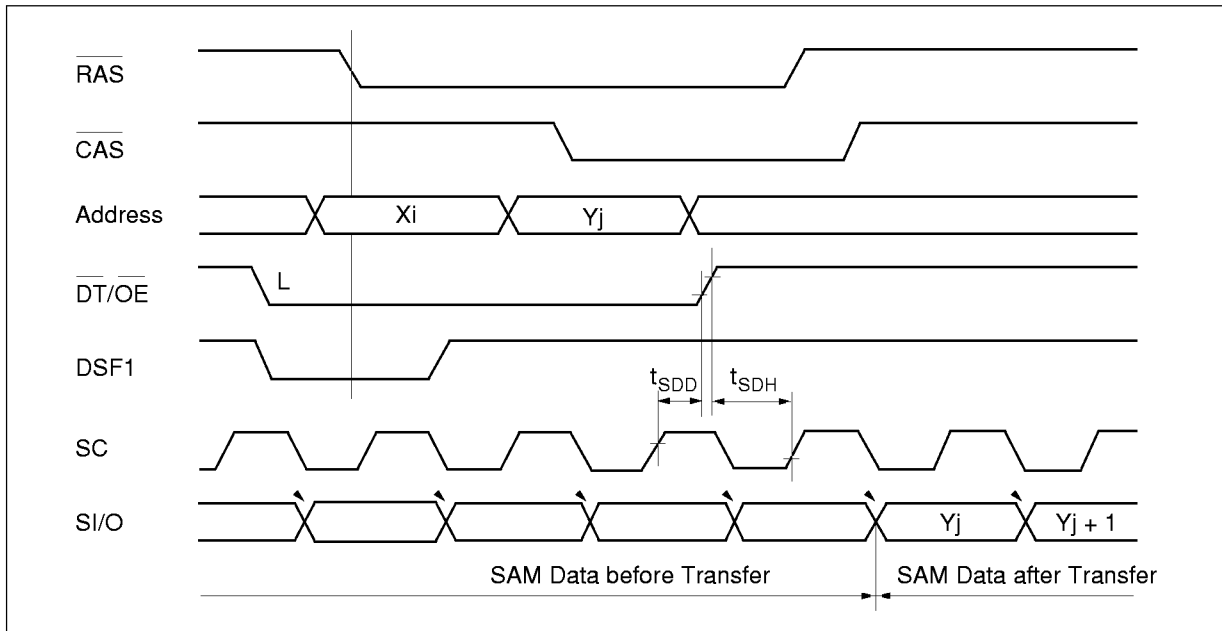 RAS
CAS
Address Xi Yj
DT/OE L
DSF1
tSDD tSDH
SC
SI/O Yj Yj + 1
SAM Data before Transfer SAM Data after Transfer